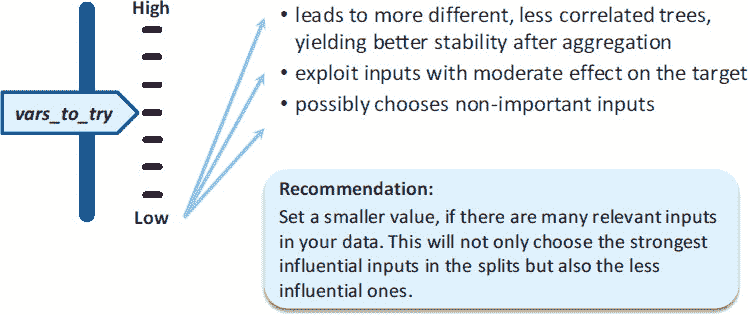 High
vars_to_try
Low
• leads to more different, less correlated trees,
yielding better stability after aggregation
• exploit inputs with moderate effect on the target
• possibly chooses non-important inputs
Recommendation:
Set a smaller value, if there are many relevant inputs
in your data. This will not only choose the strongest
influential inputs in the splits but also the less
influential ones.